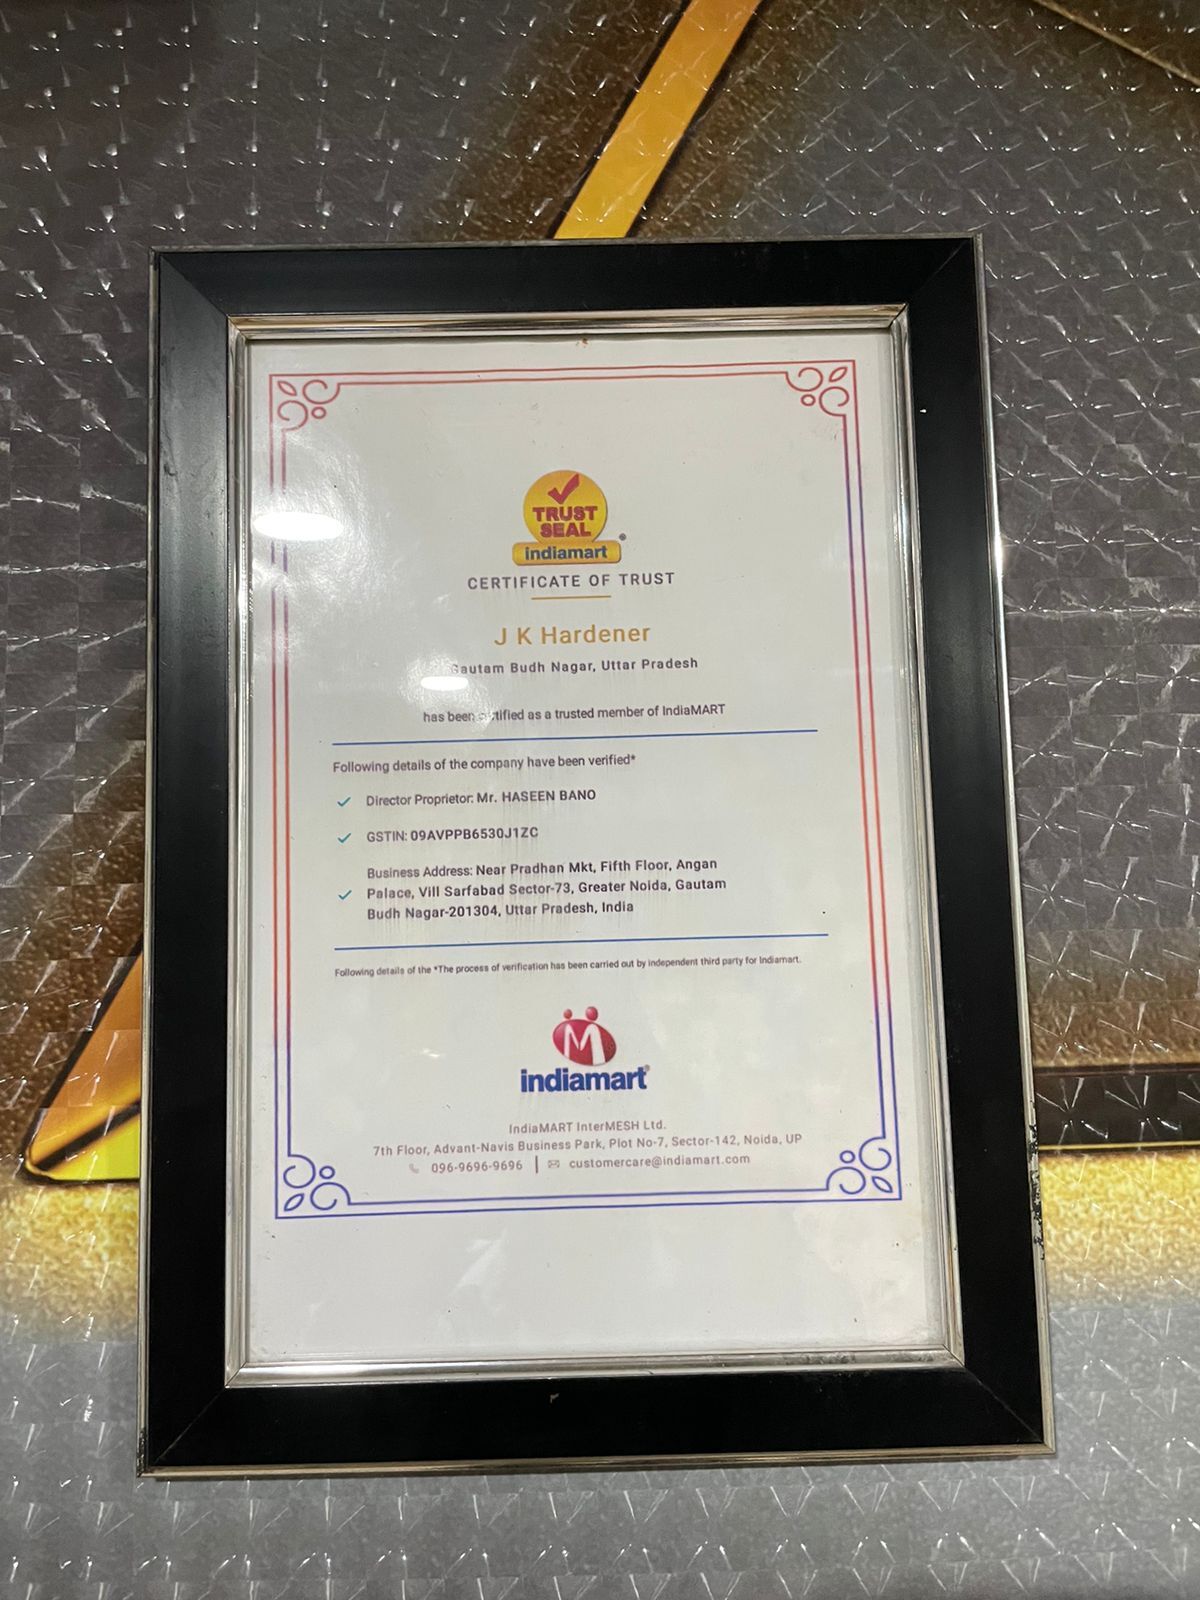 TRUST
SEAL
indiamart
CERTIFICATE OF TRUST
J K Hardener
Gautam Budh Nagar, Uttar Pradesh
has been certified as a trusted member of IndiaMART
Following details of the company have been verified*
Director Proprietor: Mr. HASEEN BANO
GSTIN: 09AVPPB6530J1ZC
Business Address: Near Pradhan Mkt, Fifth Floor, Angan
Palace, Vill Sarfabad Sector-73, Greater Noida, Gautam
Budh Nagar-201304, Uttar Pradesh, India
Following details of the *The process of verification has been carried out by independent third party for Indiamart.
M
indiamart
IndiaMART InterMESH Ltd.
7th Floor, Advant-Navis Business Park, Plot No-7, Sector-142, Noida, UP
096-9696-9696 | customercare@indiamart.com